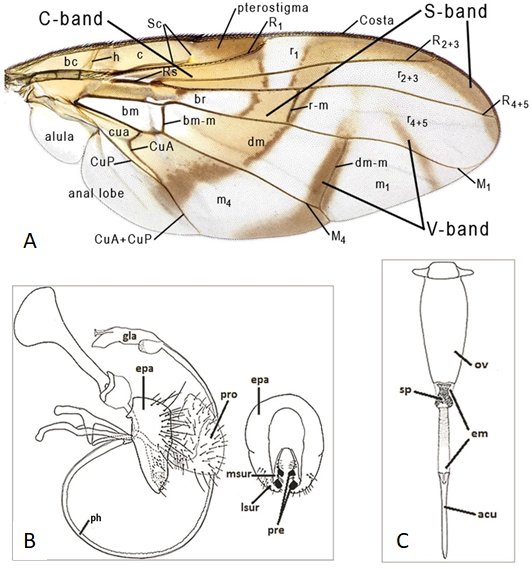 pterostigma
Sc
R1
Costa
S-band
C-band
bc
h
c
r1
R2+3
Rs
r2+3
br
r-m
R4+5
bm
bm-m
r4+5
alula
cua
CuA
dm
dm-m
CuP
M1
anal lobe
m4
m1
V-band
A
CuA+CuP
M4
gla
epa
pro
epa
msur
lsur
pre
ph
B
ov
sp
em
acu
C